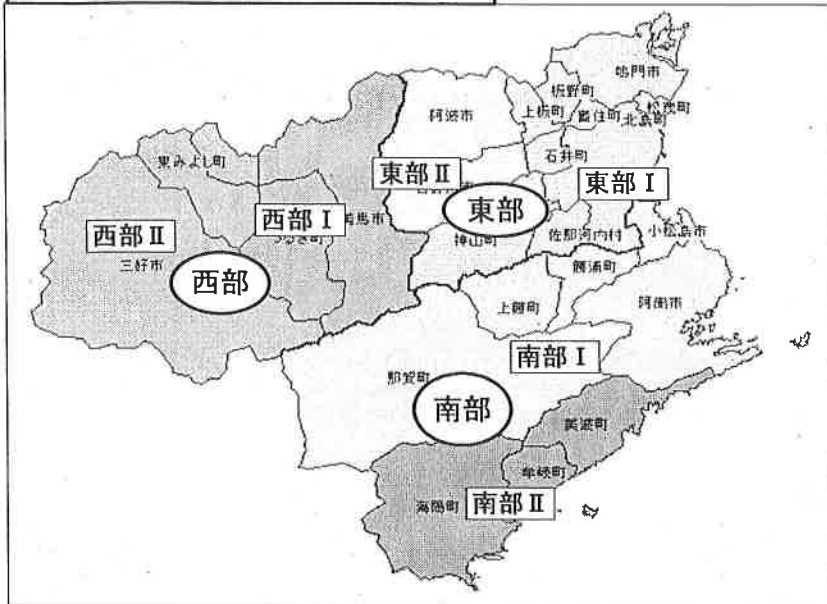 鳴門市
板野町
松茂町
阿波市
上板町
藍住町
北島町
東みよし町
石井町
東部Ⅱ
東部Ⅰ
西部Ⅰ
美馬市
東部
西部Ⅱ
つるぎ町
神山町
佐那河内村
小松島市
三好市
西部
勝浦町
上勝町
阿南市
南部Ⅰ
那賀町
南部
美波町
牟岐町
海陽町
南部Ⅱ